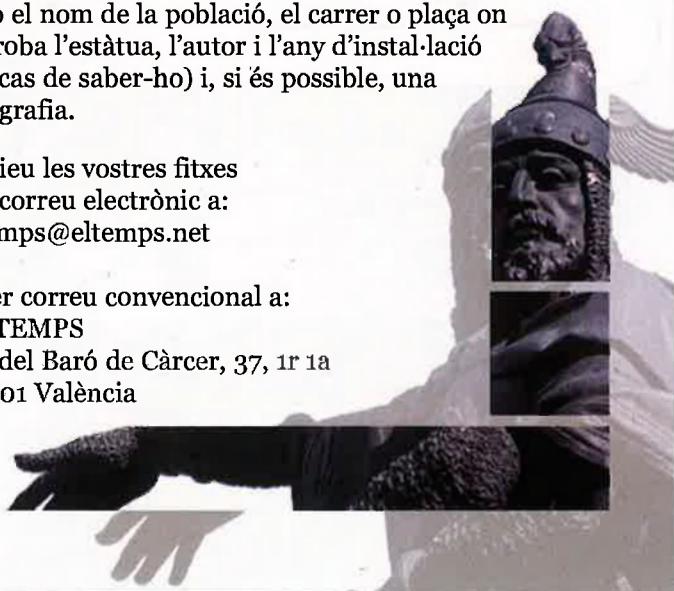 o el nom de la població, el carrer o plaça on
roba l'estàtua, l'autor i l'any d'instal·lació
cas de saber-ho) i, si és possible, una
grafia.
ieu les vostres fitxes
correu electrònic a:
mps@eltemps.net
er correu convencional a:
TEMPS
del Baró de Càrcer, 37, 1r 1a
01 València